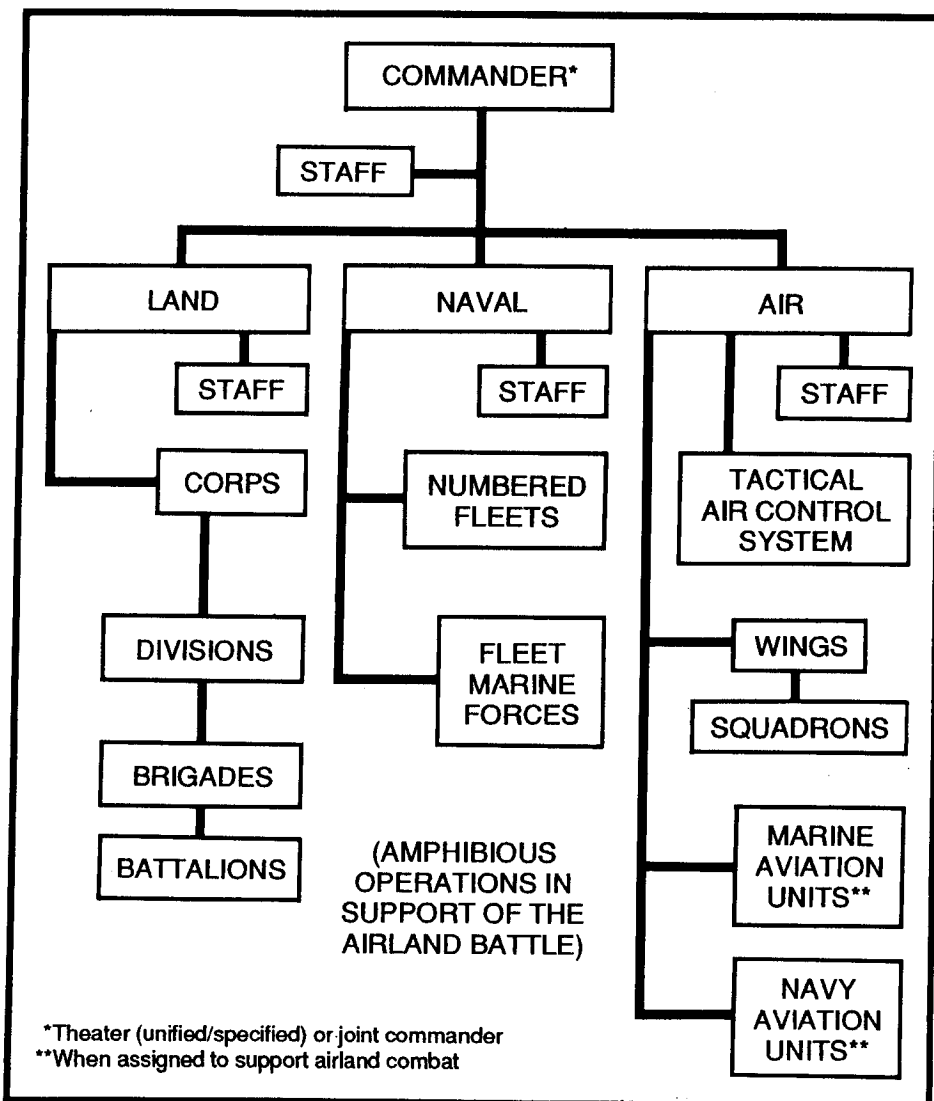 COMMANDER*
STAFF
LAND
NAVAL
AIR
STAFF
STAFF
STAFF
CORPS
NUMBERED
FLEETS
TACTICAL
AIR CONTROL
SYSTEM
DIVISIONS
FLEET
MARINE
FORCES
WINGS
SQUADRONS
BRIGADES
BATTALIONS
(AMPHIBIOUS
OPERATIONS IN
SUPPORT OF THE
AIRLAND BATTLE)
MARINE
AVIATION
UNITS**
NAVY
AVIATION
UNITS**
*Theater (unified/specified) or joint commander
**When assigned to support airland combat